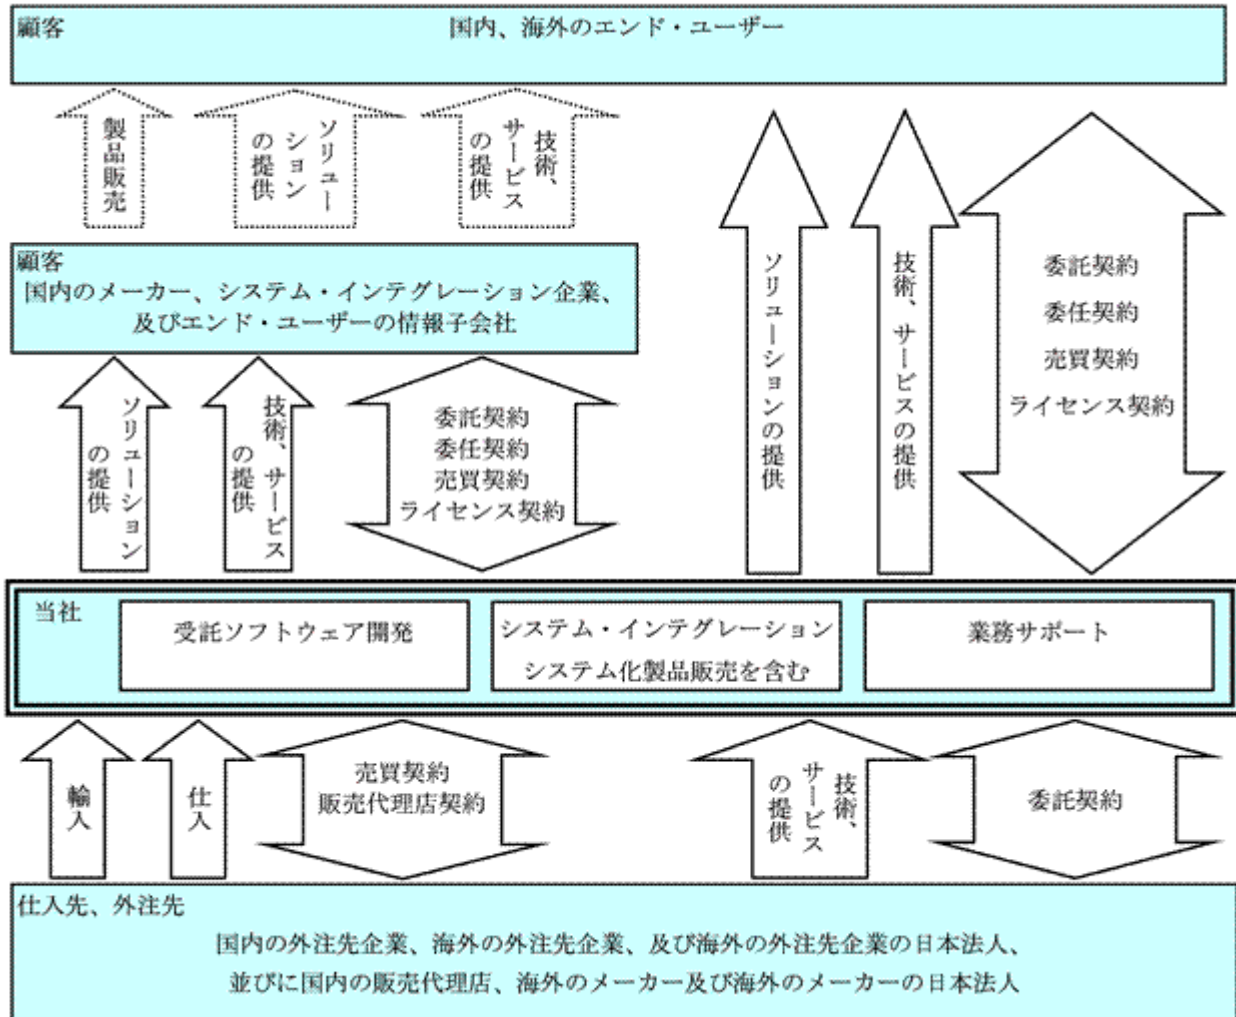 顧客
国内、海外のエンド・ユーザー
製品販売
ソリュー
ション
の提供
技術、
サービス
の提供
顧客
国内のメーカー、システム・インテグレーション企業、
及びエンド・ユーザーの情報子会社
ソリューションの提供
技術、サービスの提供
委託契約
委任契約
売買契約
ライセンス契約
ソリューション
の提供
技術、サービス
の提供
委託契約
委任契約
売買契約
ライセンス契約
当社
受託ソフトウェア開発
システム・インテグレーション
システム化製品販売を含む
業務サポート
輸入
仕入
売買契約
販売代理店契約
技術、
サービス
の提供
委託契約
仕入先、外注先
国内の外注先企業、海外の外注先企業、及び海外の外注先企業の日本法人、
並びに国内の販売代理店、海外のメーカー及び海外のメーカーの日本法人